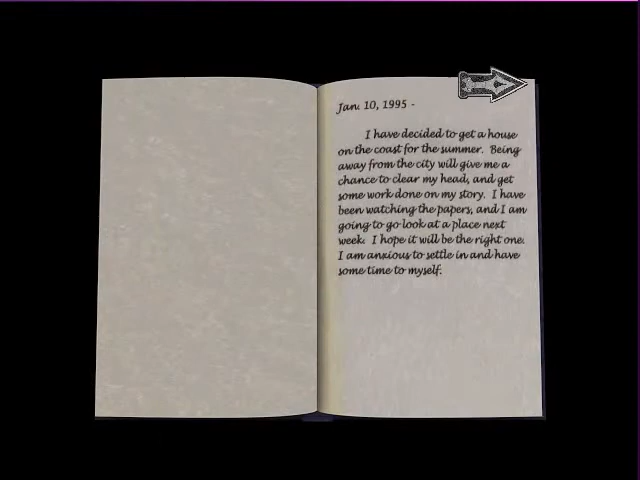 Jan. 10, 1995 -
I have decided to get a house
on the coast for the summer. Being
away from the city will give me a
chance to clear my head, and get
some work done on my story. I have
been watching the papers, and I am
going to go look at a place next
week. I hope it will be the right one.
I am anxious to settle in and have
some time to myself.